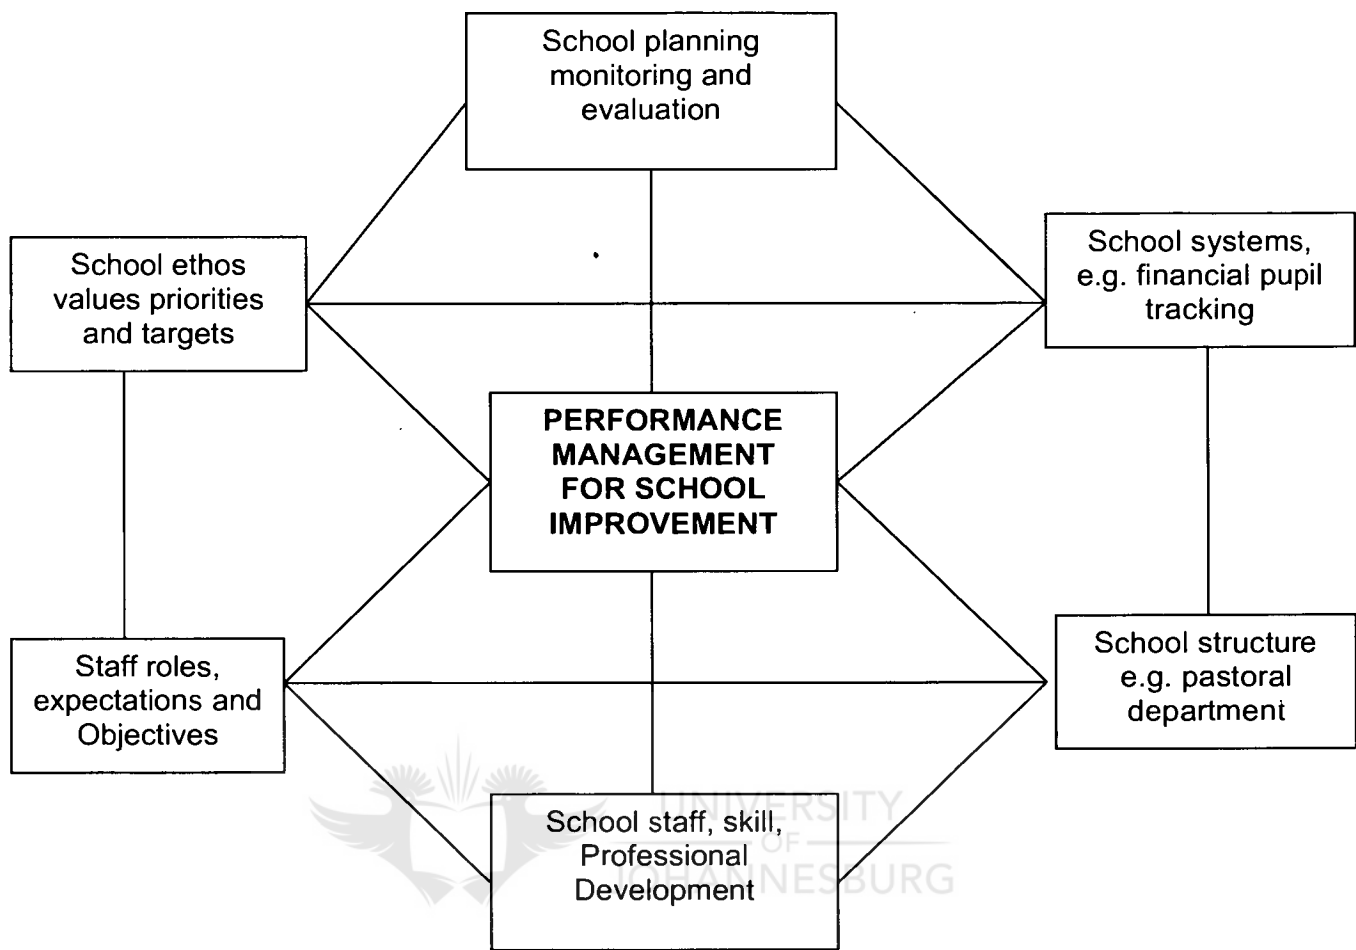 School planning
monitoring and
evaluation
School ethos
values priorities
and targets
School systems,
e.g. financial pupil
tracking
PERFORMANCE
MANAGEMENT
FOR SCHOOL
IMPROVEMENT
Staff roles,
expectations and
Objectives
School structure
e.g. pastoral
department
School staff, skill,
Professional
Development
UNIVERSITY
OF
JOHANNESBURG